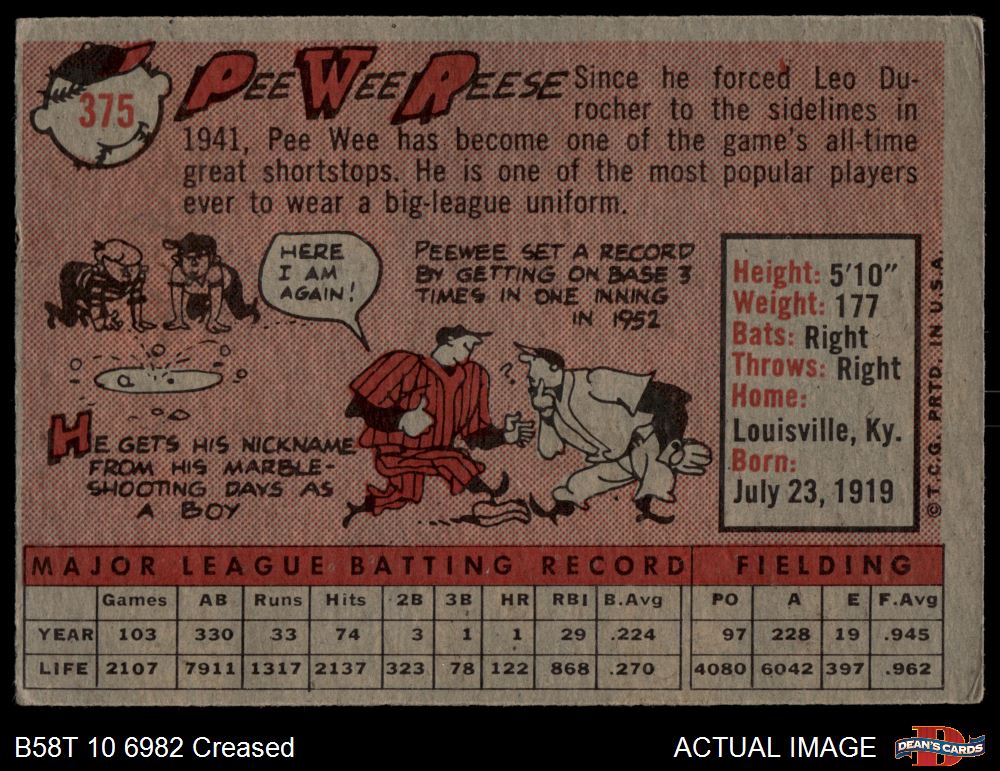 375
PEE WEE REESE
Since he forced Leo Du-
rocher to the sidelines in
1941, Pee Wee has become one of the game's all-time
great shortstops. He is one of the most popular players
ever to wear a big-league uniform.
HERE
I AM
AGAIN!
PEEWEE SET A RECORD
BY GETTING ON BASE 3
TIMES IN ONE INNING
IN 1952
?
HE GETS HIS NICKNAME
FROM HIS MARBLE-
SHOOTING DAYS AS
A BOY
Height: 5'10"
Weight: 177
Bats: Right
Throws: Right
Home:
Louisville, Ky.
Born:
July 23, 1919
©T.C.G. PRTD. IN U.S.A.
MAJOR LEAGUE BATTING RECORD FIELDING
Games AB Runs Hits 2B 3B HR RBI B.Avg PO A E F.Avg
YEAR 103 330 33 74 3 1 1 29 .224 97 228 19 .945
LIFE 2107 7911 1317 2137 323 78 122 868 .270 4080 6042 397 .962
B58T 10 6982 Creased
ACTUAL IMAGE
D
DEAN'S CARDS